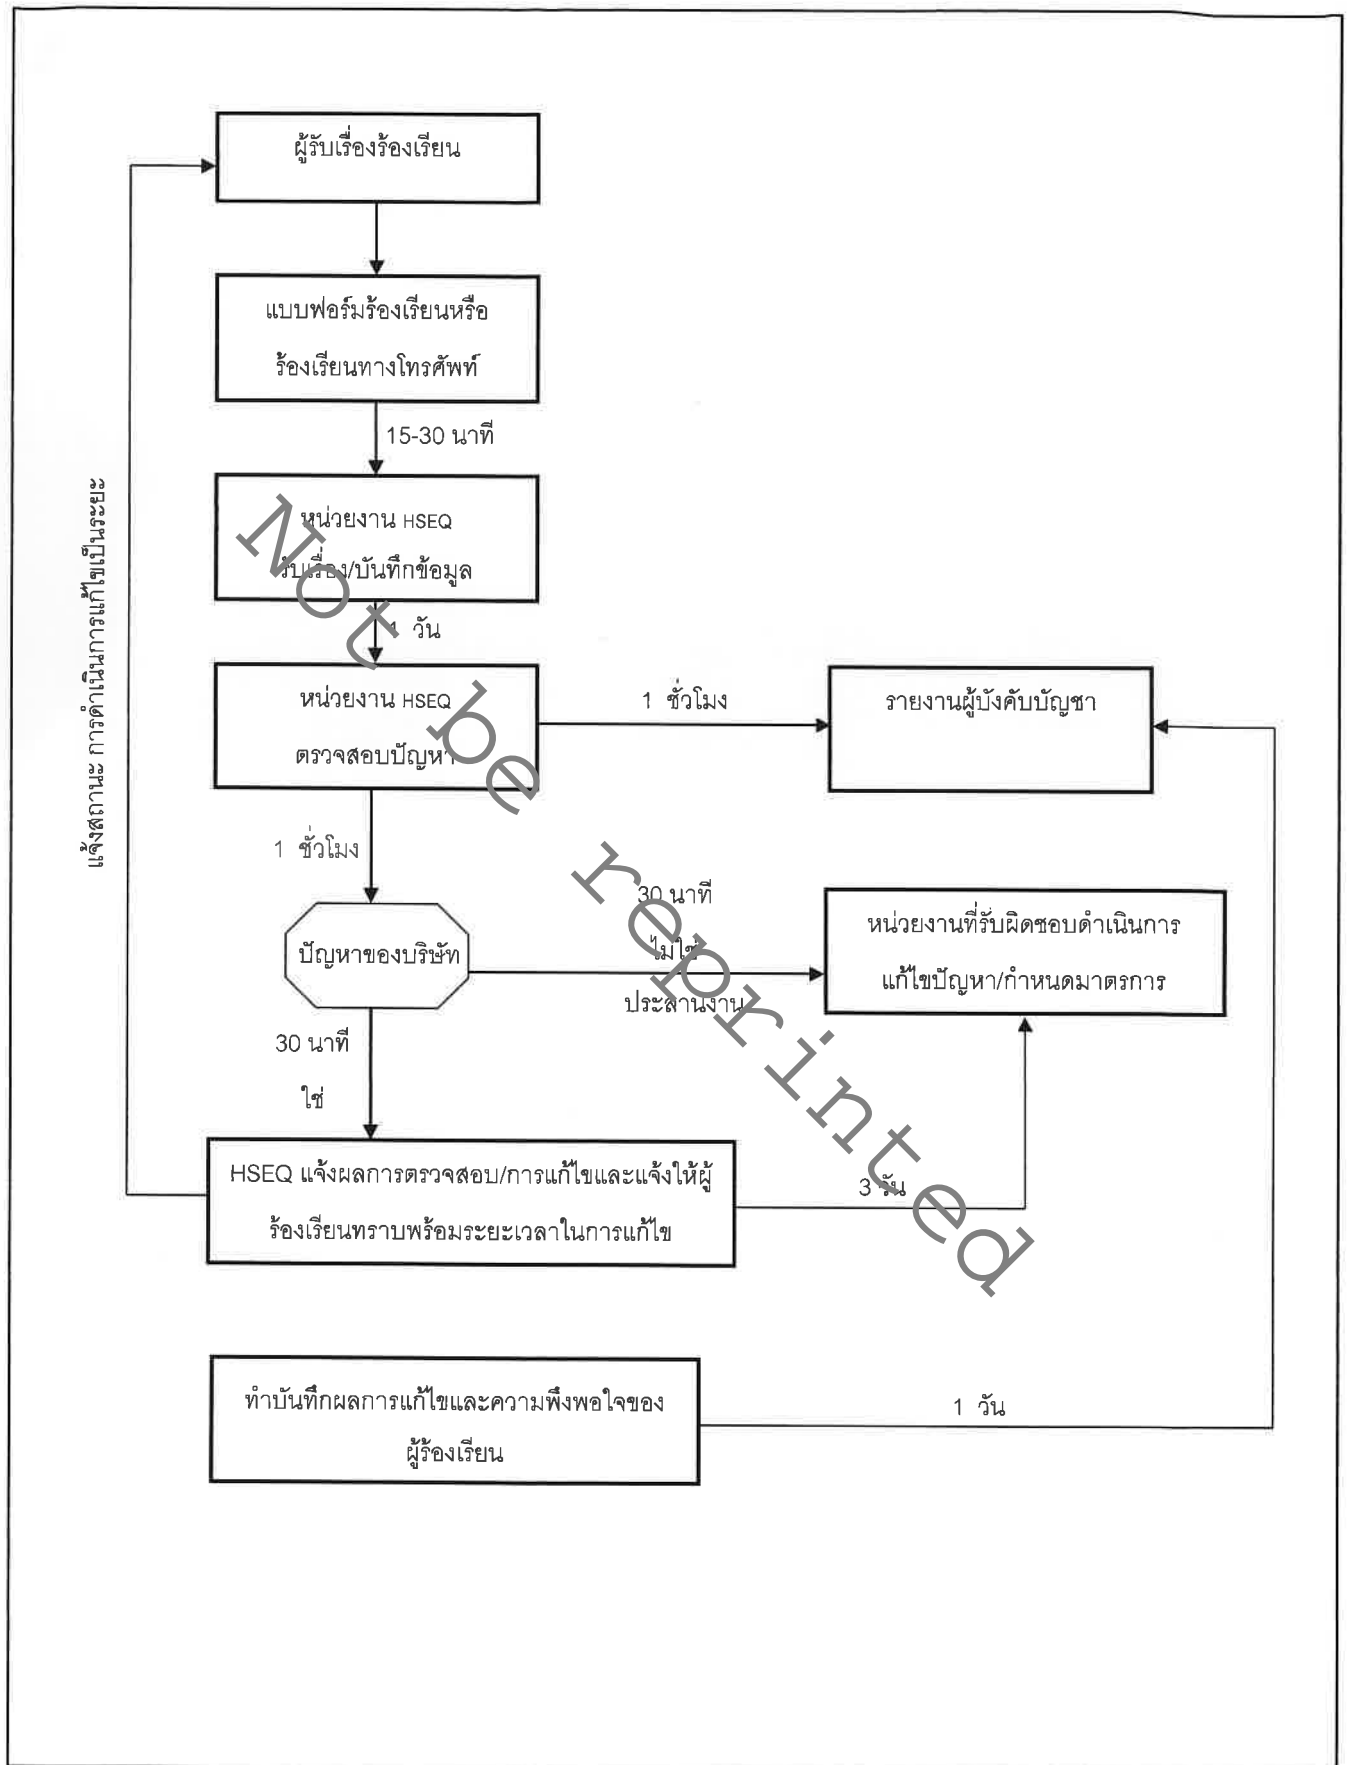 ผู้รับเรื่องร้องเรียน
แบบฟอร์มร้องเรียนหรือ
ร้องเรียนทางโทรศัพท์
15-30 นาที
หน่วยงาน HSEQ
รับเรื่อง/บันทึกข้อมูล
1 วัน
หน่วยงาน HSEQ
ตรวจสอบปัญหา
1 ชั่วโมง
รายงานผู้บังคับบัญชา
1 ชั่วโมง
ปัญหาของบริษัท
30 นาที
ไม่ใช่
ประสานงาน
หน่วยงานที่รับผิดชอบดำเนินการ
แก้ไขปัญหา/กำหนดมาตรการ
30 นาที
ใช่
HSEQ แจ้งผลการตรวจสอบ/การแก้ไขและแจ้งให้ผู้
ร้องเรียนทราบพร้อมระยะเวลาในการแก้ไข
3 วัน
แจ้งสถานะ การดำเนินการแก้ไขเป็นระยะ
ทำบันทึกผลการแก้ไขและความพึงพอใจของ
ผู้ร้องเรียน
1 วัน
Not be reprinted